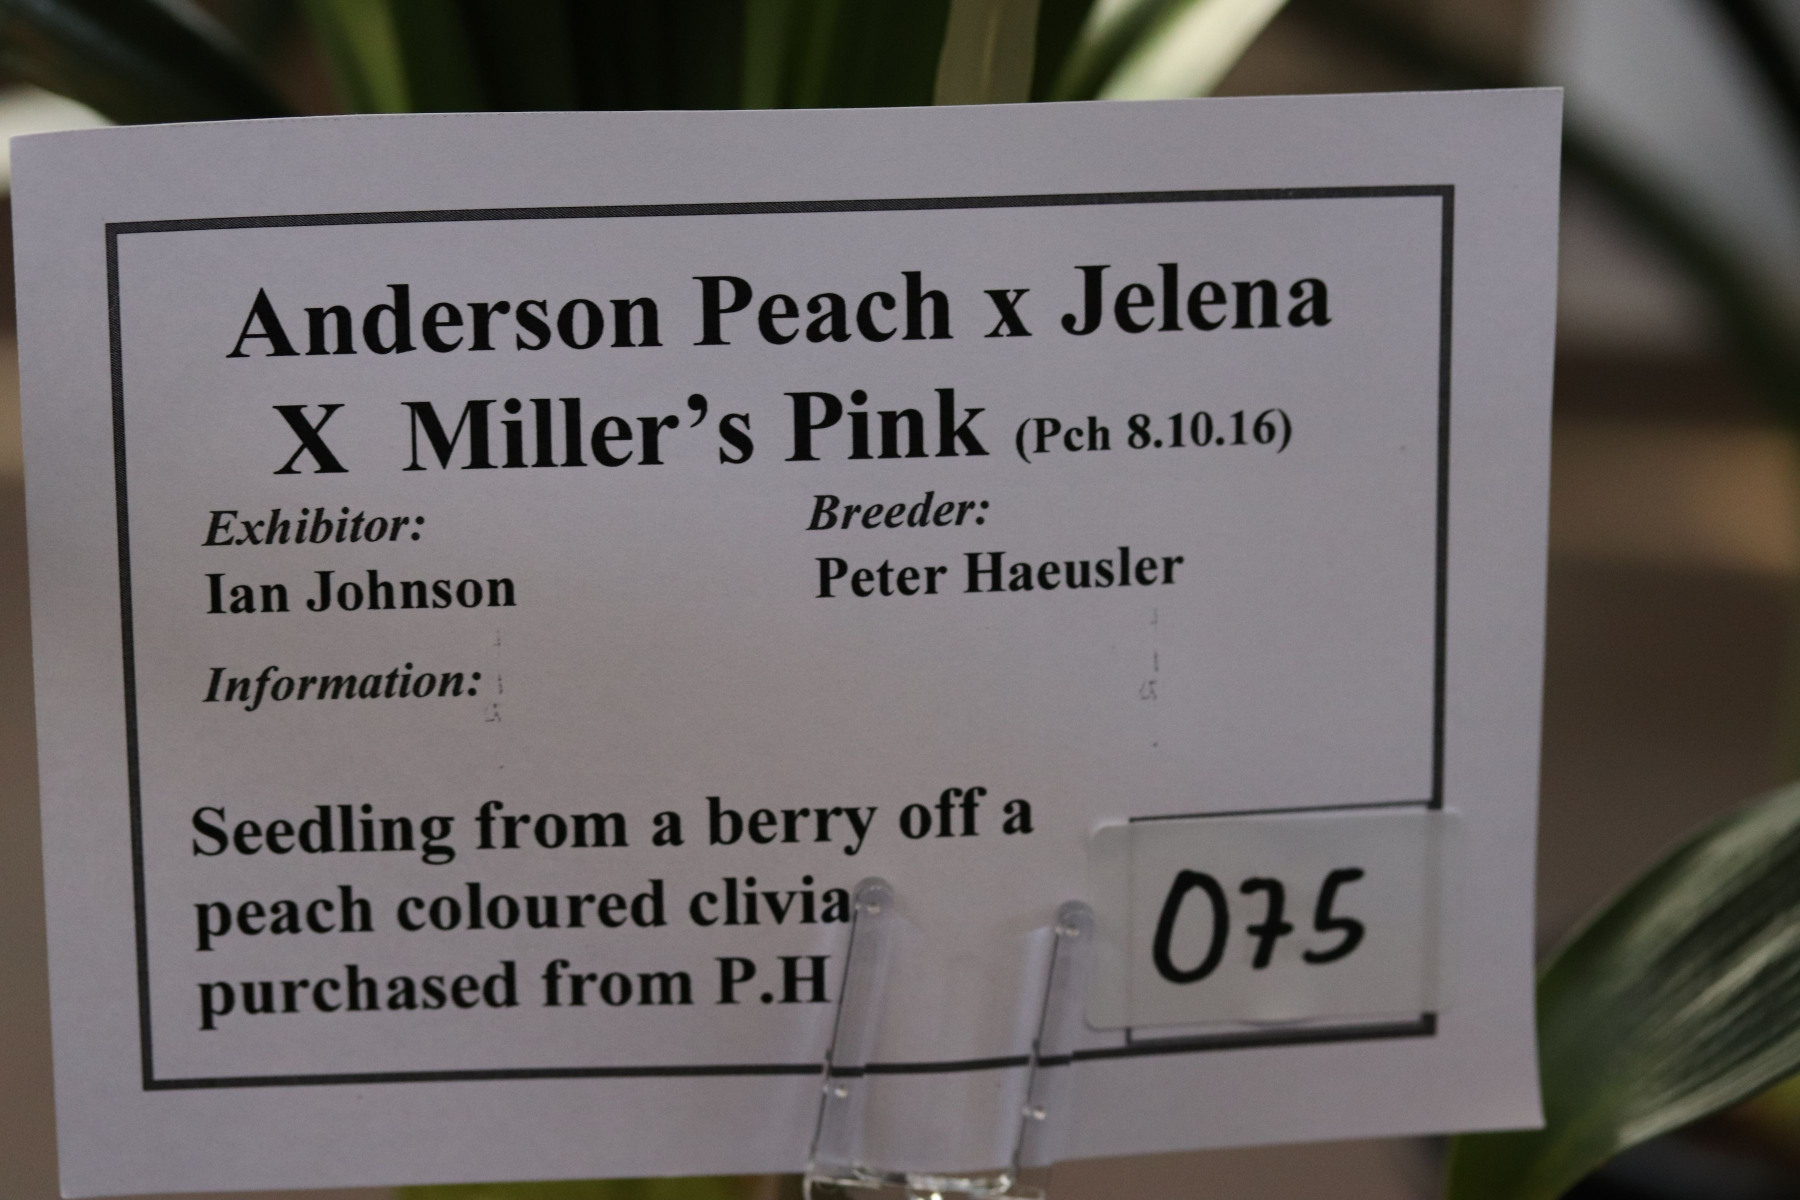 Anderson Peach x Jelena
X Miller’s Pink (Pch 8.10.16)
Exhibitor:
Breeder:
Ian Johnson
Peter Haeusler
Information:
Seedling from a berry off a
peach coloured clivia
purchased from P.H
075